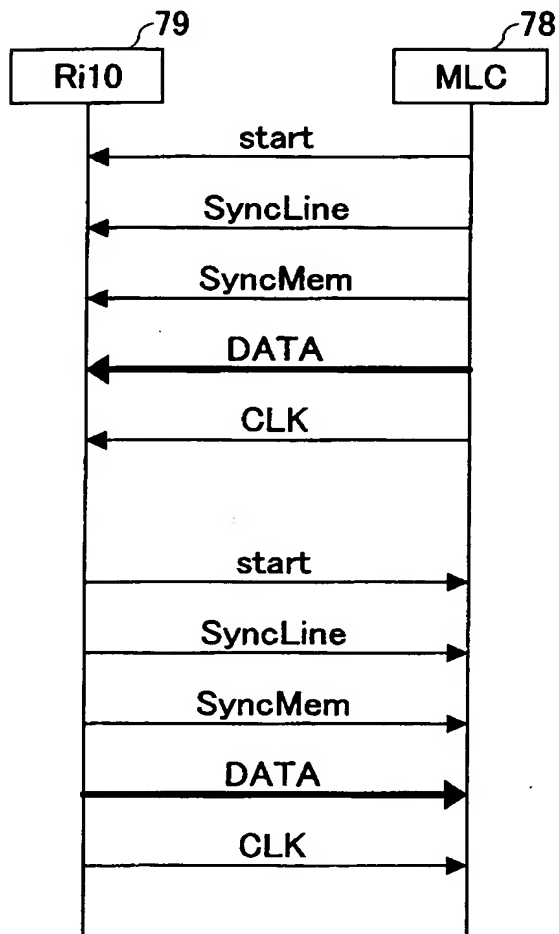 79
78
Ri10
MLC
start
SyncLine
SyncMem
DATA
CLK
start
SyncLine
SyncMem
DATA
CLK